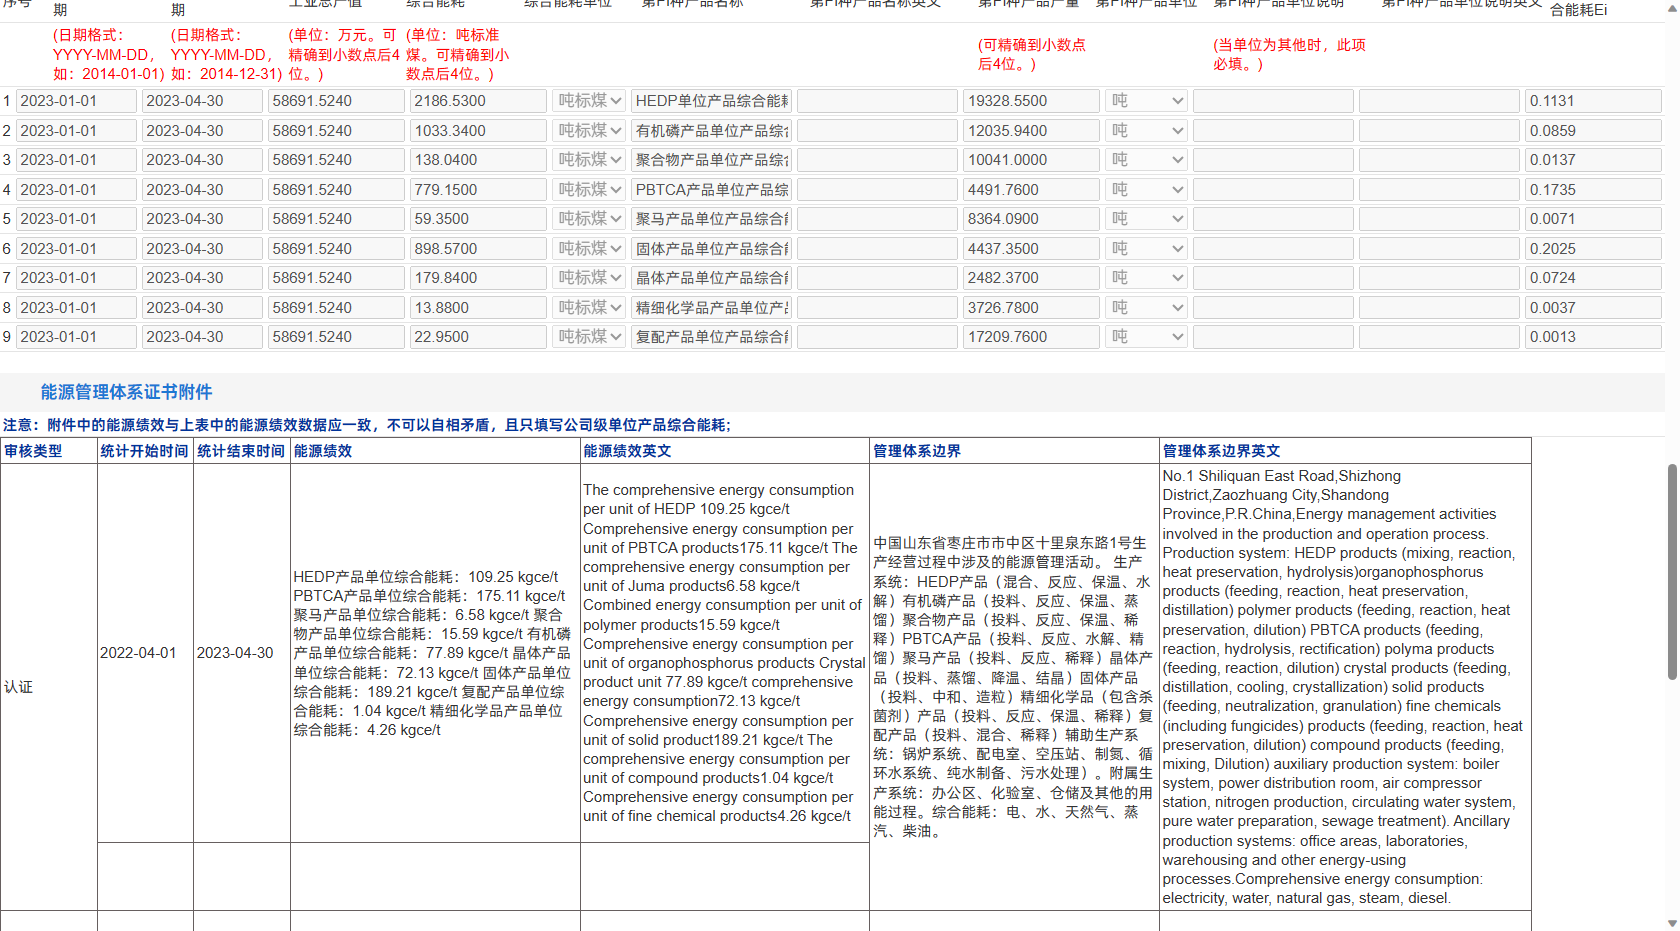 序号 期 期 工业总产值 综合能耗 综合能耗单位 第Pi种产品名称 第Pi种产品名称英文 第Pi种产品产量 第Pi种产品单位 第Pi种产品单位说明 第Pi种产品单位说明英文 合能耗Ei
(日期格式：YYYY-MM-DD，如：2014-01-01)
(日期格式：YYYY-MM-DD，如：2014-12-31)
(单位：万元。可精确到小数点后4位。)
(单位：吨标准煤。可精确到小数点后4位。)
(可精确到小数点后4位。)
(当单位为其他时，此项必填。)
1 2023-01-01 2023-04-30 58691.5240 2186.5300 吨标煤 HEDP单位产品综合能耗 19328.5500 吨 0.1131
2 2023-01-01 2023-04-30 58691.5240 1033.3400 吨标煤 有机磷产品单位产品综 12035.9400 吨 0.0859
3 2023-01-01 2023-04-30 58691.5240 138.0400 吨标煤 聚合物产品单位产品综 10041.0000 吨 0.0137
4 2023-01-01 2023-04-30 58691.5240 779.1500 吨标煤 PBTCA产品单位产品综 4491.7600 吨 0.1735
5 2023-01-01 2023-04-30 58691.5240 59.3500 吨标煤 聚马产品单位产品综合 8364.0900 吨 0.0071
6 2023-01-01 2023-04-30 58691.5240 898.5700 吨标煤 固体产品单位产品综合 4437.3500 吨 0.2025
7 2023-01-01 2023-04-30 58691.5240 179.8400 吨标煤 晶体产品单位产品综合 2482.3700 吨 0.0724
8 2023-01-01 2023-04-30 58691.5240 13.8800 吨标煤 精细化学品产品单位产 3726.7800 吨 0.0037
9 2023-01-01 2023-04-30 58691.5240 22.9500 吨标煤 复配产品单位产品综合 17209.7600 吨 0.0013
能源管理体系证书附件
注意：附件中的能源绩效与上表中的能源绩效数据应一致，不可以自相矛盾，且只填写公司级单位产品综合能耗；
审核类型 统计开始时间 统计结束时间 能源绩效 能源绩效英文 管理体系边界 管理体系边界英文
认证
2022-04-01
2023-04-30
HEDP产品单位综合能耗：109.25 kgce/t
PBTCA产品单位综合能耗：175.11 kgce/t
聚马产品单位综合能耗：6.58 kgce/t 聚合
物产品单位综合能耗：15.59 kgce/t 有机磷
产品单位综合能耗：77.89 kgce/t 晶体产品
单位综合能耗：72.13 kgce/t 固体产品单位
综合能耗：189.21 kgce/t 复配产品单位综
合能耗：1.04 kgce/t 精细化学品产品单位
综合能耗：4.26 kgce/t
The comprehensive energy consumption
per unit of HEDP 109.25 kgce/t
Comprehensive energy consumption per
unit of PBTCA products175.11 kgce/t The
comprehensive energy consumption per
unit of Juma products6.58 kgce/t
Combined energy consumption per unit of
polymer products15.59 kgce/t
Comprehensive energy consumption per
unit of organophosphorus products Crystal
product unit 77.89 kgce/t comprehensive
energy consumption72.13 kgce/t
Comprehensive energy consumption per
unit of solid product189.21 kgce/t The
comprehensive energy consumption per
unit of compound products1.04 kgce/t
Comprehensive energy consumption per
unit of fine chemical products4.26 kgce/t
中国山东省枣庄市市中区十里泉东路1号生
产经营过程中涉及的能源管理活动。 生产
系统：HEDP产品（混合、反应、保温、水
解）有机磷产品（投料、反应、保温、蒸
馏）聚合物产品（投料、反应、保温、稀
释）PBTCA产品（投料、反应、水解、精
馏）聚马产品（投料、反应、稀释）晶体产
品（投料、蒸馏、降温、结晶）固体产品
（投料、中和、造粒）精细化学品（包含杀
菌剂）产品（投料、反应、保温、稀释）复
配产品（投料、混合、稀释）辅助生产系
统：锅炉系统、配电室、空压站、制氮、循
环水系统、纯水制备、污水处理）。附属生
产系统：办公区、化验室、仓储及其他的用
能过程。综合能耗：电、水、天然气、蒸
汽、柴油。
No.1 Shiliquan East Road,Shizhong
District,Zaozhuang City,Shandong
Province,P.R.China,Energy management activities
involved in the production and operation process.
Production system: HEDP products (mixing, reaction,
heat preservation, hydrolysis)organophosphorus
products (feeding, reaction, heat preservation,
distillation) polymer products (feeding, reaction, heat
preservation, dilution) PBTCA products (feeding,
reaction, hydrolysis, rectification) polyma products
(feeding, reaction, dilution) crystal products (feeding,
distillation, cooling, crystallization) solid products
(feeding, neutralization, granulation) fine chemicals
(including fungicides) products (feeding, reaction, heat
preservation, dilution) compound products (feeding,
mixing, Dilution) auxiliary production system: boiler
system, power distribution room, air compressor
station, nitrogen production, circulating water system,
pure water preparation, sewage treatment). Ancillary
production systems: office areas, laboratories,
warehousing and other energy-using
processes.Comprehensive energy consumption:
electricity, water, natural gas, steam, diesel.